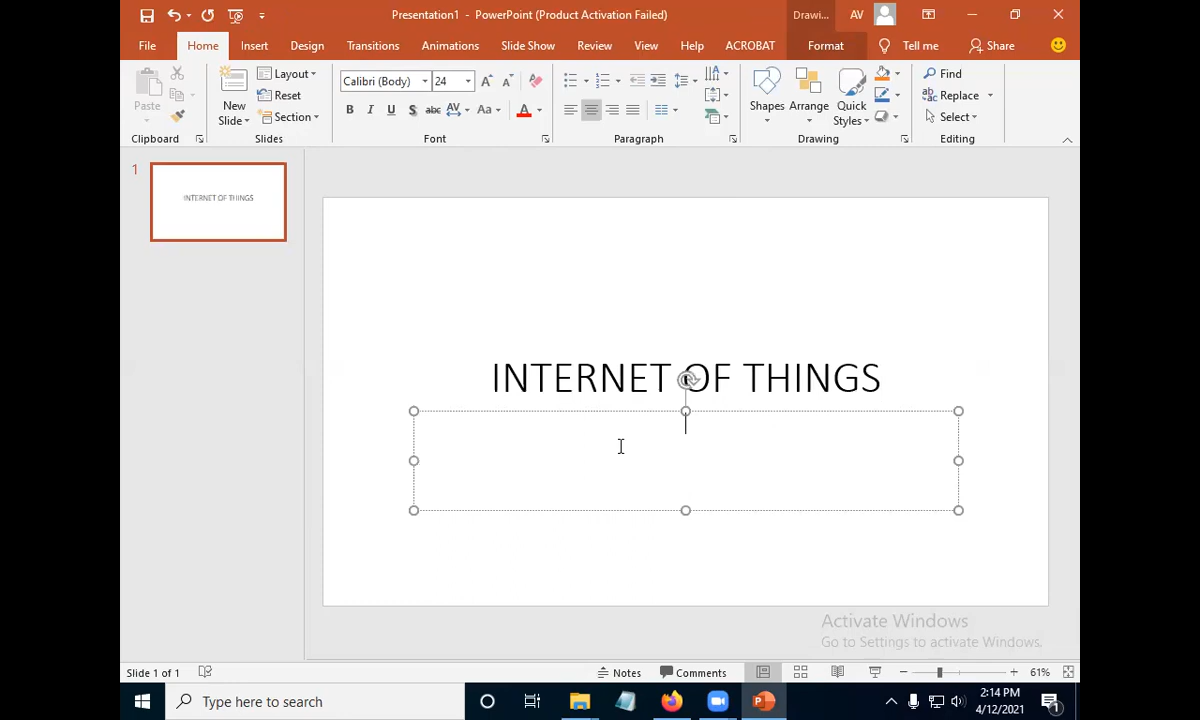 Presentation1 - PowerPoint (Product Activation Failed)
Drawi...
AV
File Home Insert Design Transitions Animations Slide Show Review View Help ACROBAT Format Tell me Share
Paste
New
Slide
Layout
Reset
Section
Calibri (Body) 24
B I U S abc AV Aa A
Shapes Arrange Quick
Styles
Find
Replace
Select
Clipboard Slides Font Paragraph Drawing Editing
1
INTERNET OF THINGS
INTERNET OF THINGS
Activate Windows
Go to Settings to activate Windows.
Slide 1 of 1
Notes Comments 61%
Type here to search
2:14 PM
4/12/2021
1